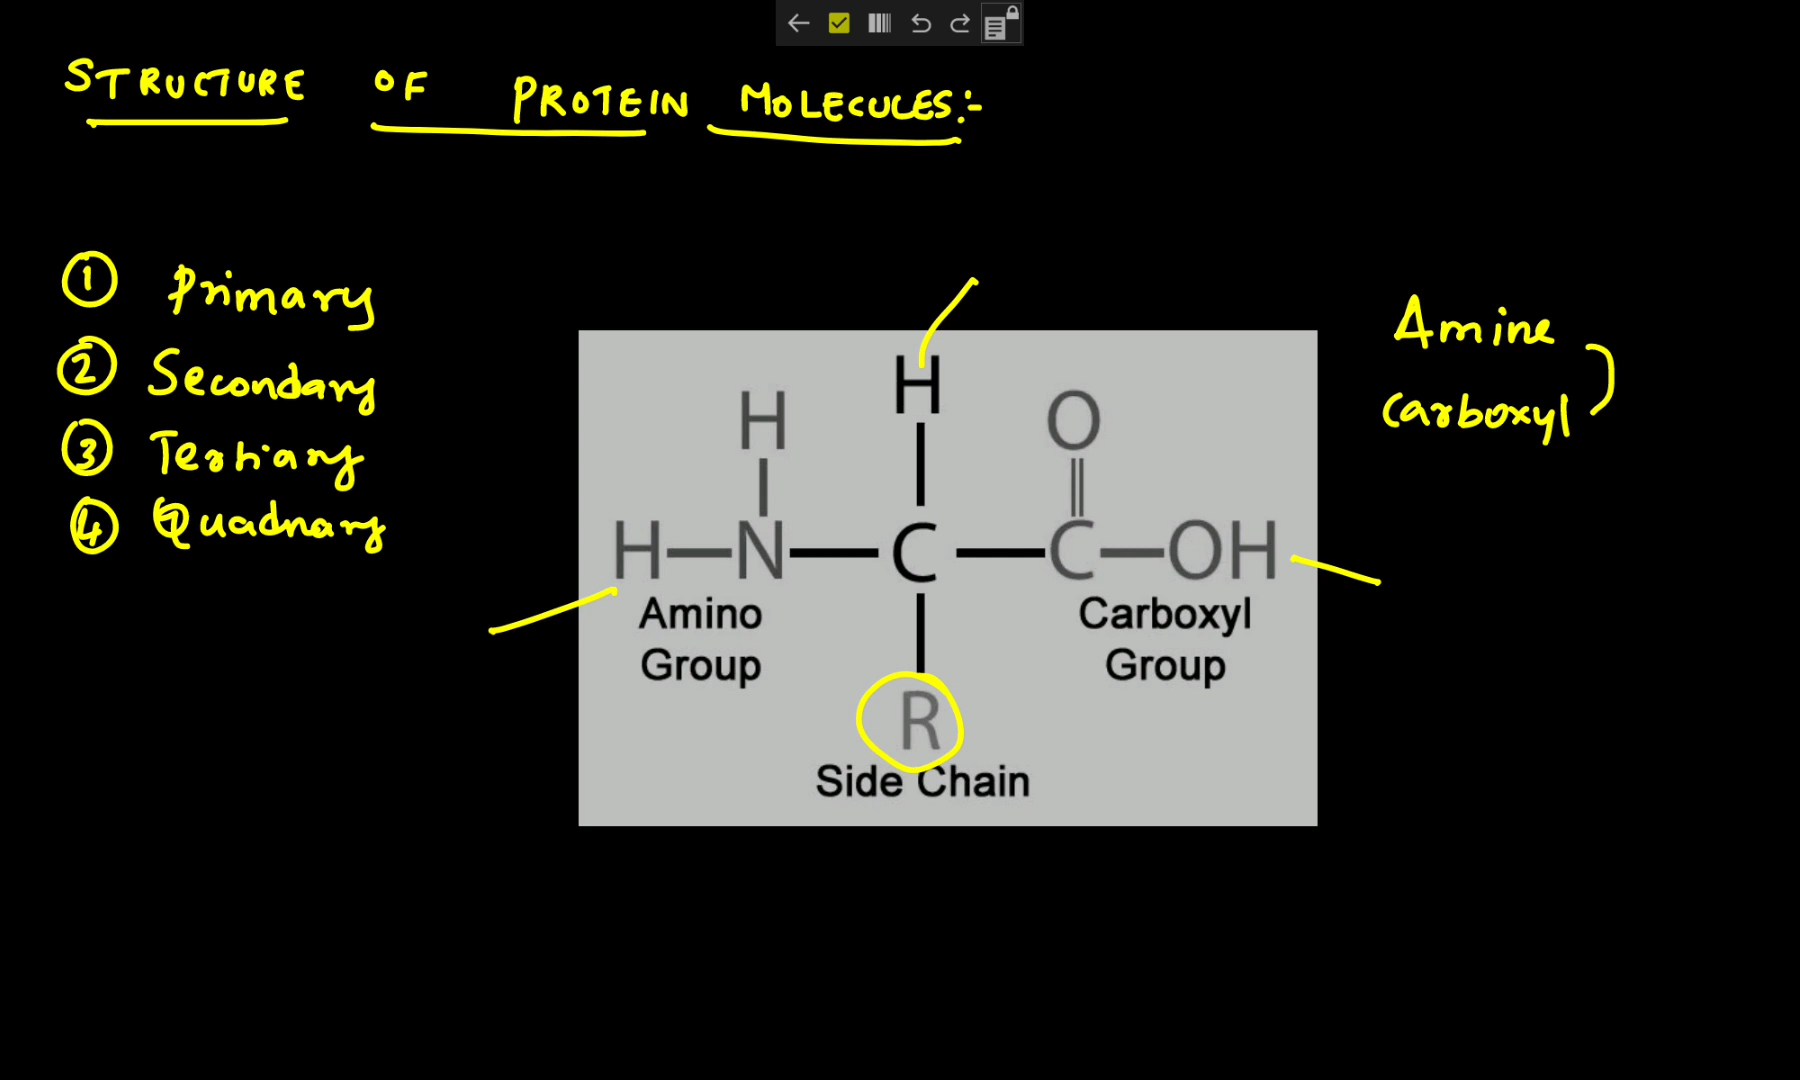 STRUCTURE OF PROTEIN MOLECULES:-
① Primary
② Secondary
③ Tertiary
④ Quadnary
H
H O
H—N—C—C—OH
Amino Group
Carboxyl Group
R
Side Chain
Amine
Carboxyl